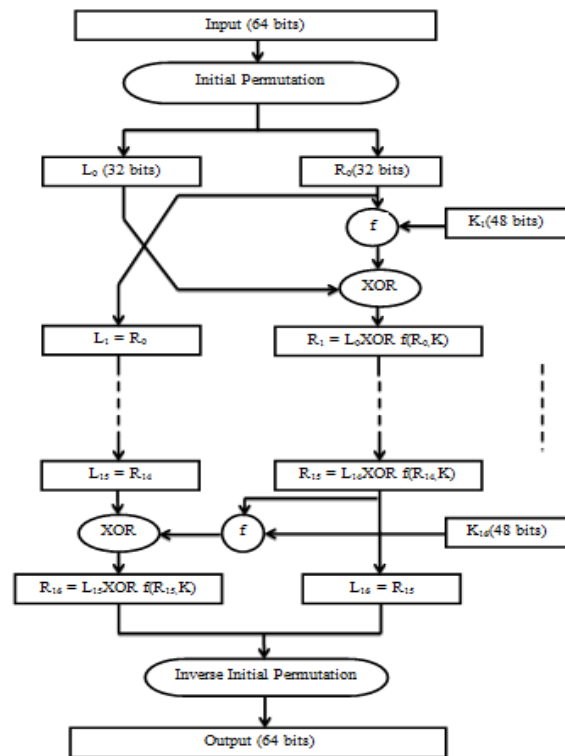 Input (64 bits)
Initial Permutation
L₀ (32 bits)
R₀(32 bits)
f
K₁(48 bits)
XOR
L₁ = R₀
R₁ = L₀XOR f(R₀,K)
L₁₅ = R₁₄
R₁₅ = L₁₄XOR f(R₁₄,K)
XOR
f
K₁₆(48 bits)
R₁₆ = L₁₅XOR f(R₁₅,K)
L₁₆ = R₁₅
Inverse Initial Permutation
Output (64 bits)